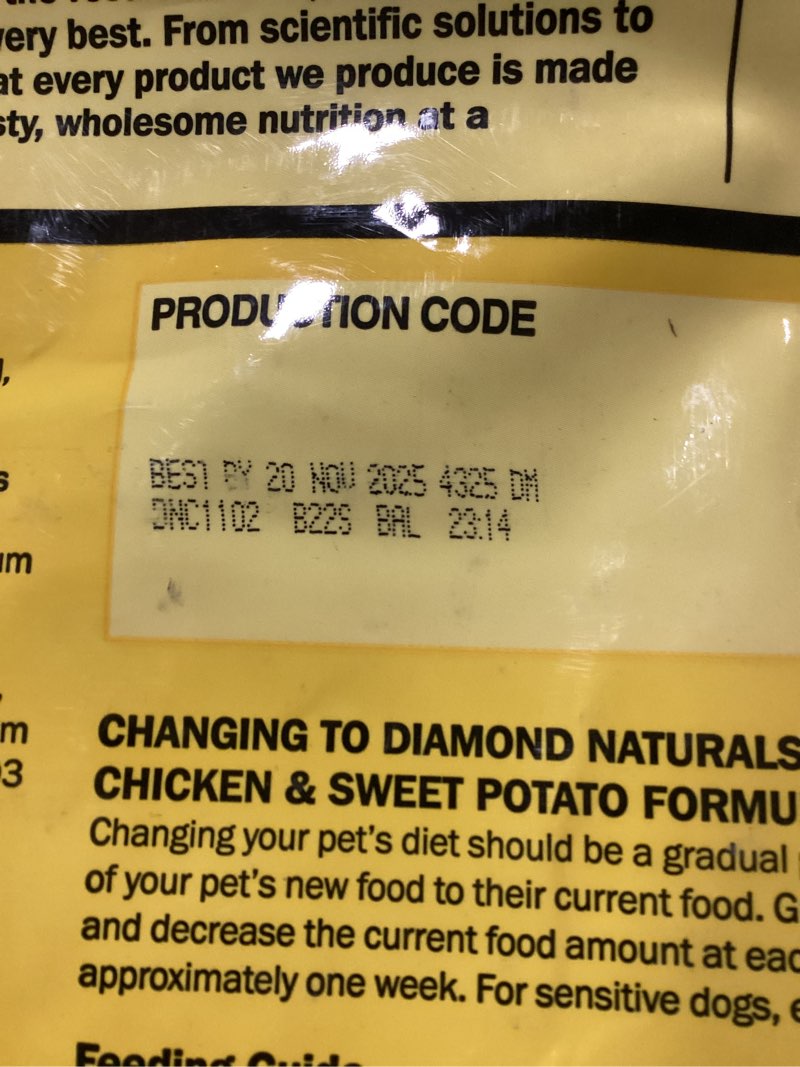 very best. From scientific solutions to
at every product we produce is made
sty, wholesome nutrition at a
PRODUCTION CODE
BEST BY 20 NOV 2025 4325 DM
DNC1102 B22S BAL 23:14
CHANGING TO DIAMOND NATURALS
CHICKEN & SWEET POTATO FORMU
Changing your pet's diet should be a gradual
of your pet's new food to their current food. G
and decrease the current food amount at eac
approximately one week. For sensitive dogs, e
Feeding Guide